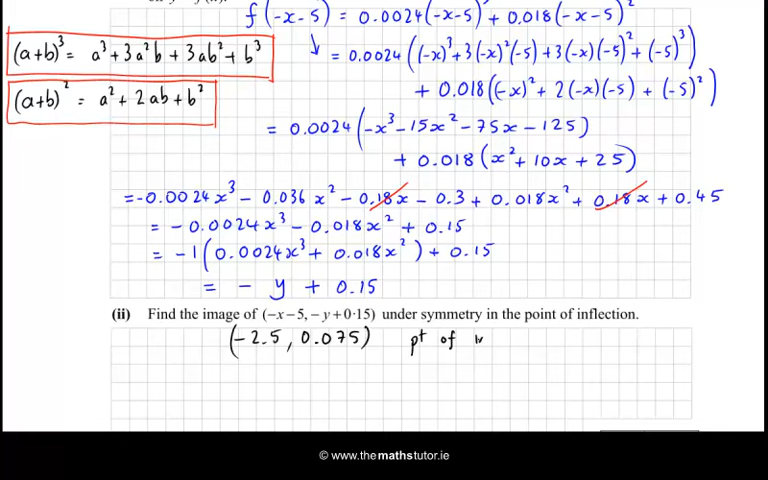 f(-x-5) = 0.0024(-x-5)³ + 0.018(-x-5)²
(a+b)³ = a³+3a²b+3ab²+b³
= 0.0024((-x)³+3(-x)²(-5)+3(-x)(-5)²+(-5)³)
+ 0.018((-x)²+2(-x)(-5)+(-5)²)
(a+b)² = a²+2ab+b²
= 0.0024(-x³-15x²-75x-125)
+ 0.018(x²+10x+25)
=-0.0024x³ - 0.036x² - 0.18x - 0.3 + 0.018x² + 0.18x + 0.45
= -0.0024x³ - 0.018x² + 0.15
= -1(0.0024x³ + 0.018x²) + 0.15
= - y + 0.15
(ii) Find the image of (−x−5, −y+0·15) under symmetry in the point of inflection.
(-2.5, 0.075) pt of
© www.themathstutor.ie